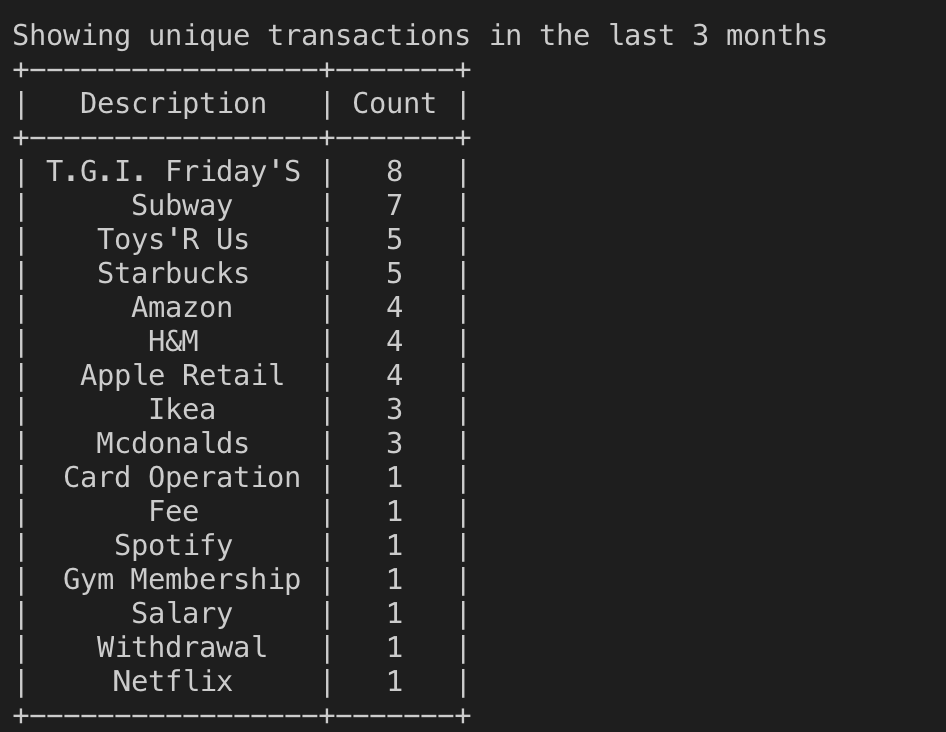 Showing unique transactions in the last 3 months
+-----------------+-------+
|   Description   | Count |
+-----------------+-------+
| T.G.I. Friday'S |   8   |
|      Subway     |   7   |
|    Toys'R Us    |   5   |
|    Starbucks    |   5   |
|      Amazon     |   4   |
|       H&M       |   4   |
|   Apple Retail  |   4   |
|       Ikea      |   3   |
|    Mcdonalds    |   3   |
|  Card Operation |   1   |
|       Fee       |   1   |
|     Spotify     |   1   |
|  Gym Membership |   1   |
|      Salary     |   1   |
|    Withdrawal   |   1   |
|     Netflix     |   1   |
+-----------------+-------+